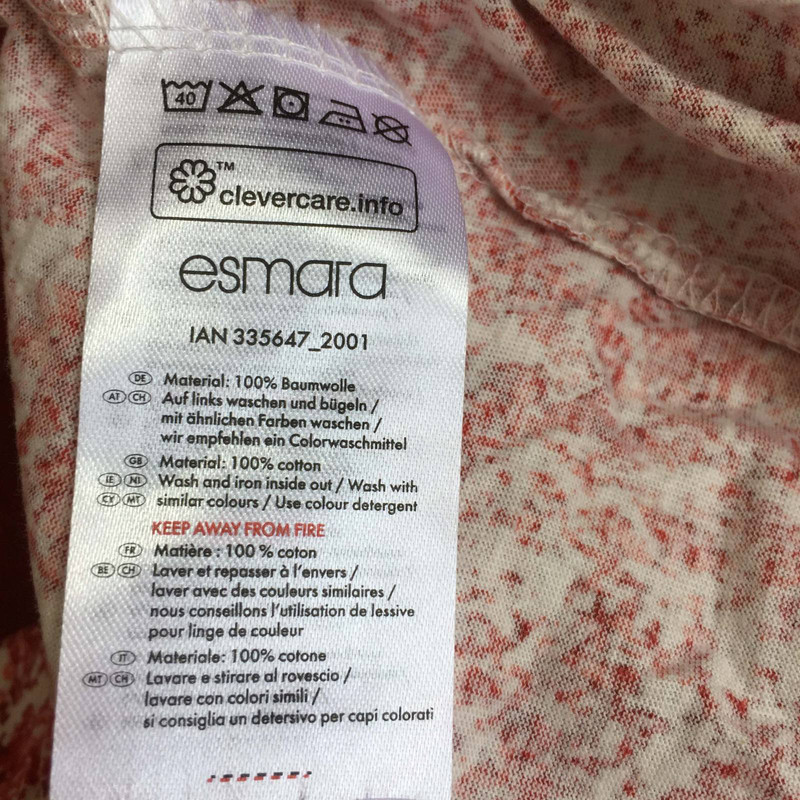 40
™
clevercare.info
esmara
IAN 335647_2001
DE Material: 100% Baumwolle
AT CH Auf links waschen und bügeln /
mit ähnlichen Farben waschen /
wir empfehlen ein Colorwaschmittel
GB Material: 100% cotton
IE NI Wash and iron inside out / Wash with
CY MT similar colours / Use colour detergent
KEEP AWAY FROM FIRE
FR Matière : 100 % coton
BE CH Laver et repasser à l'envers /
laver avec des couleurs similaires /
nous conseillons l'utilisation de lessive
pour linge de couleur
IT Materiale: 100% cotone
MT CH Lavare e stirare al rovescio /
lavare con colori simili /
si consiglia un detersivo per capi colorati